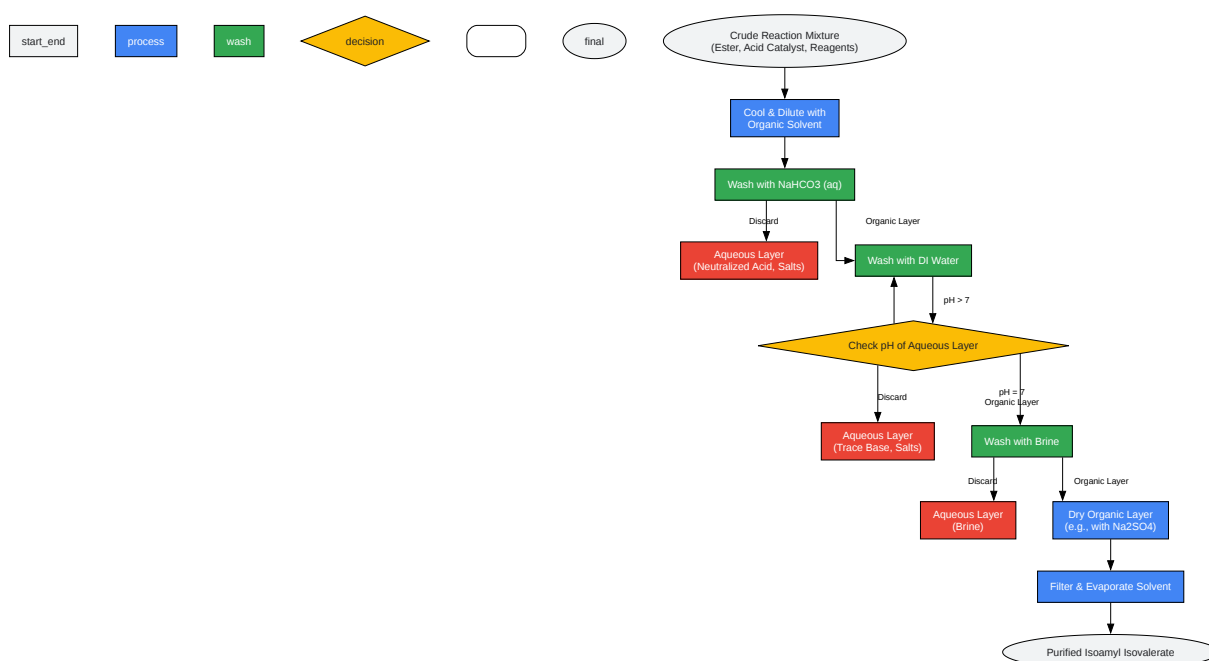 start_end
process
wash
decision
final
Crude Reaction Mixture
(Ester, Acid Catalyst, Reagents)
Cool & Dilute with
Organic Solvent
Wash with NaHCO3 (aq)
Discard
Organic Layer
Aqueous Layer
(Neutralized Acid, Salts)
Wash with DI Water
pH > 7
Check pH of Aqueous Layer
Discard
pH = 7
Organic Layer
Aqueous Layer
(Trace Base, Salts)
Wash with Brine
Discard
Organic Layer
Aqueous Layer
(Brine)
Dry Organic Layer
(e.g., with Na2SO4)
Filter & Evaporate Solvent
Purified Isoamyl Isovalerate